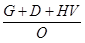 G + D + HV
O